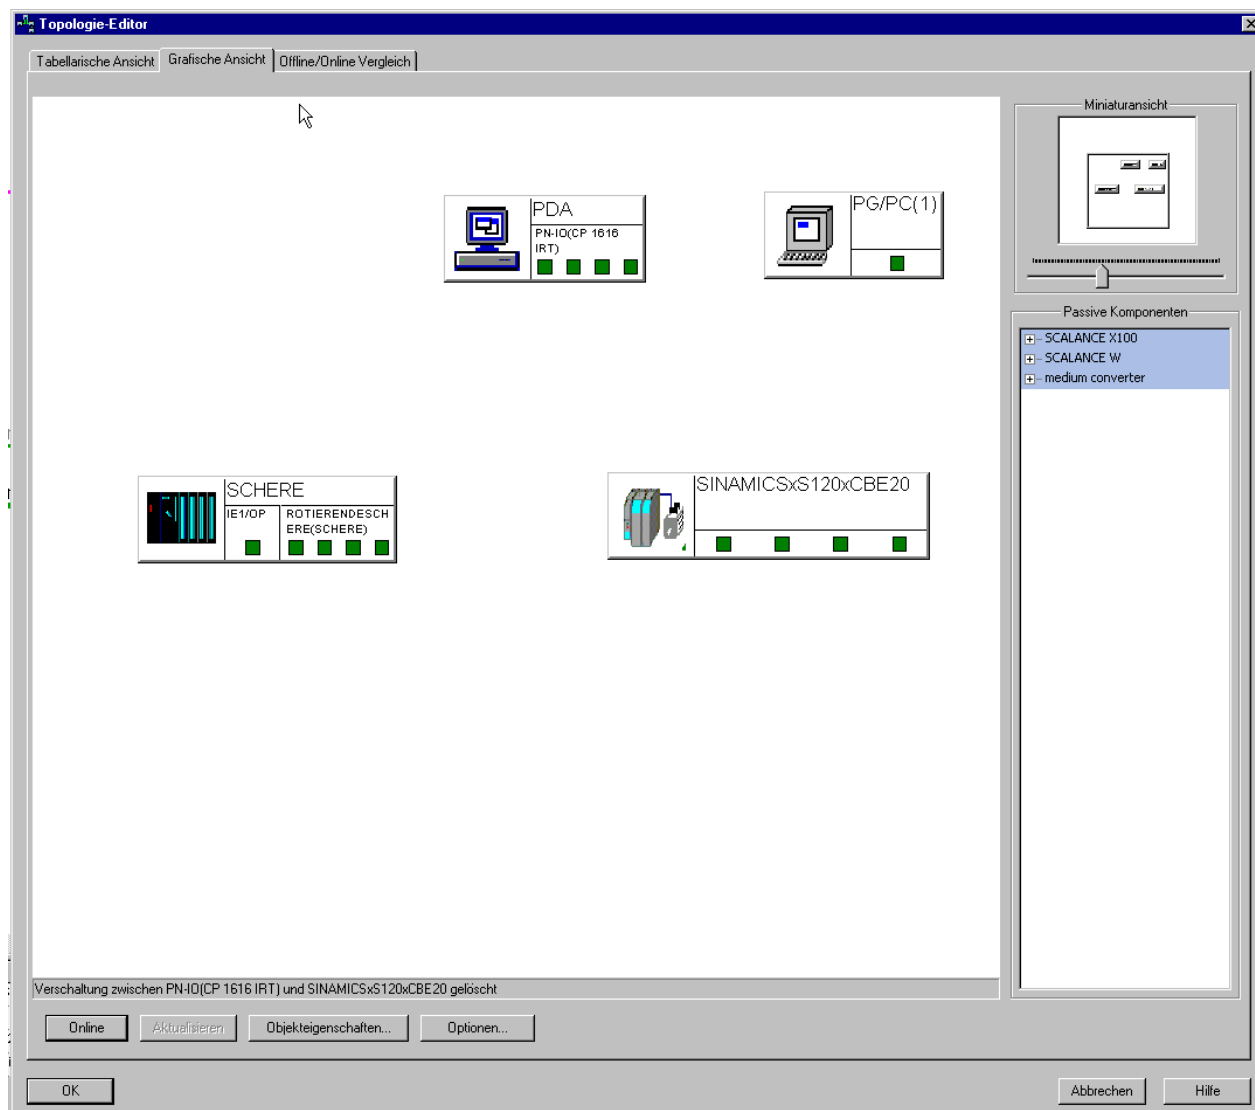 Topologie-Editor
Tabellarische Ansicht
Grafische Ansicht
Offline/Online Vergleich
PDA
PN-IO(CP 1616
IRT)
PG/PC(1)
SCHERE
IE1/OP
ROTIERENDESCH
ERE(SCHERE)
SINAMICSxS120xCBE20
Miniaturansicht
Passive Komponenten
SCALANCE X100
SCALANCE W
medium converter
Verschaltung zwischen PN-IO(CP 1616 IRT) und SINAMICSxS120xCBE20 gelöscht
Online
Aktualisieren
Objekteigenschaften...
Optionen...
OK
Abbrechen
Hilfe